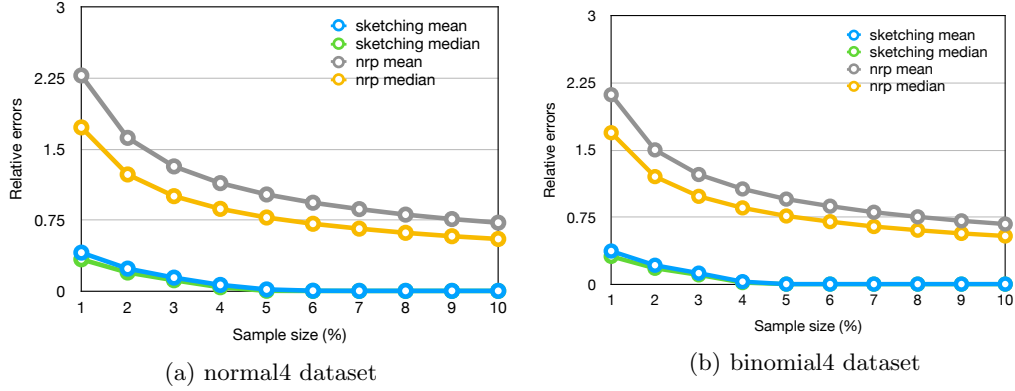 3
sketching mean
sketching median
nrp mean
nrp median
2.25
1.5
0.75
0
Relative errors
1 2 3 4 5 6 7 8 9 10
Sample size (%)
(a) normal4 dataset
3
sketching mean
sketching median
nrp mean
nrp median
2.25
1.5
0.75
0
Relative errors
1 2 3 4 5 6 7 8 9 10
Sample size (%)
(b) binomial4 dataset